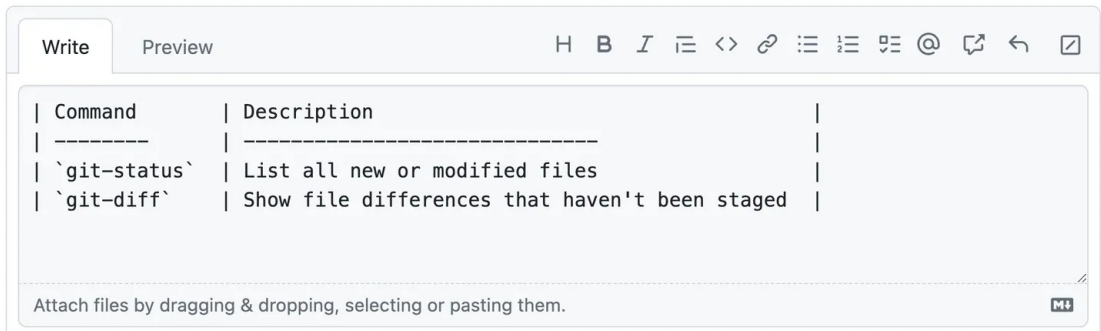 Write Preview H B I <> @
| Command       | Description                                     |
| --------      | ------------------------------                  |
| `git-status`  | List all new or modified files                  |
| `git-diff`    | Show file differences that haven't been staged  |
Attach files by dragging & dropping, selecting or pasting them. M↓